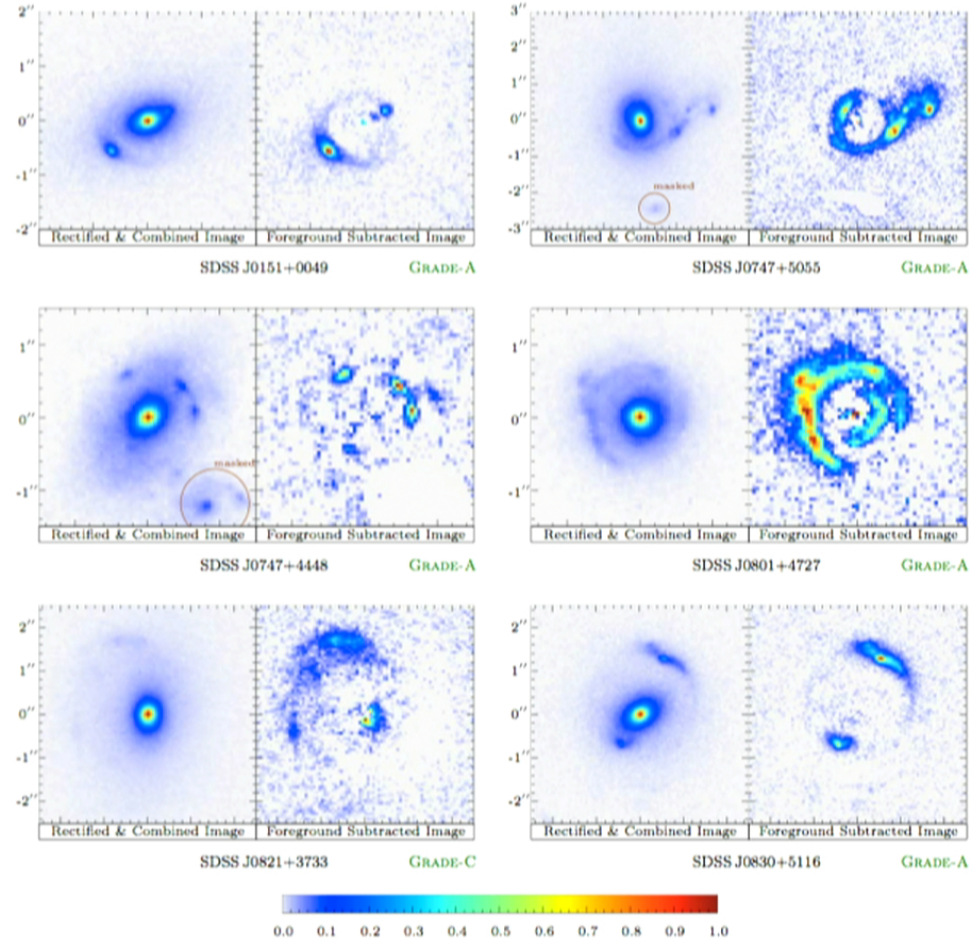 2″ 3″
1″ 2″
0″ 1″
-1″ 0″
-2″ -1″
-2″
-3″
masked
Rectified & Combined Image Foreground Subtracted Image Rectified & Combined Image Foreground Subtracted Image
SDSS J0151+0049 GRADE-A SDSS J0747+5055 GRADE-A
1″ 1″
0″ 0″
masked
-1″ -1″
Rectified & Combined Image Foreground Subtracted Image Rectified & Combined Image Foreground Subtracted Image
SDSS J0747+4448 GRADE-A SDSS J0801+4727 GRADE-A
2″ 2″
1″ 1″
0″ 0″
-1″ -1″
-2″ -2″
Rectified & Combined Image Foreground Subtracted Image Rectified & Combined Image Foreground Subtracted Image
SDSS J0821+3733 GRADE-C SDSS J0830+5116 GRADE-A
0.0 0.1 0.2 0.3 0.4 0.5 0.6 0.7 0.8 0.9 1.0